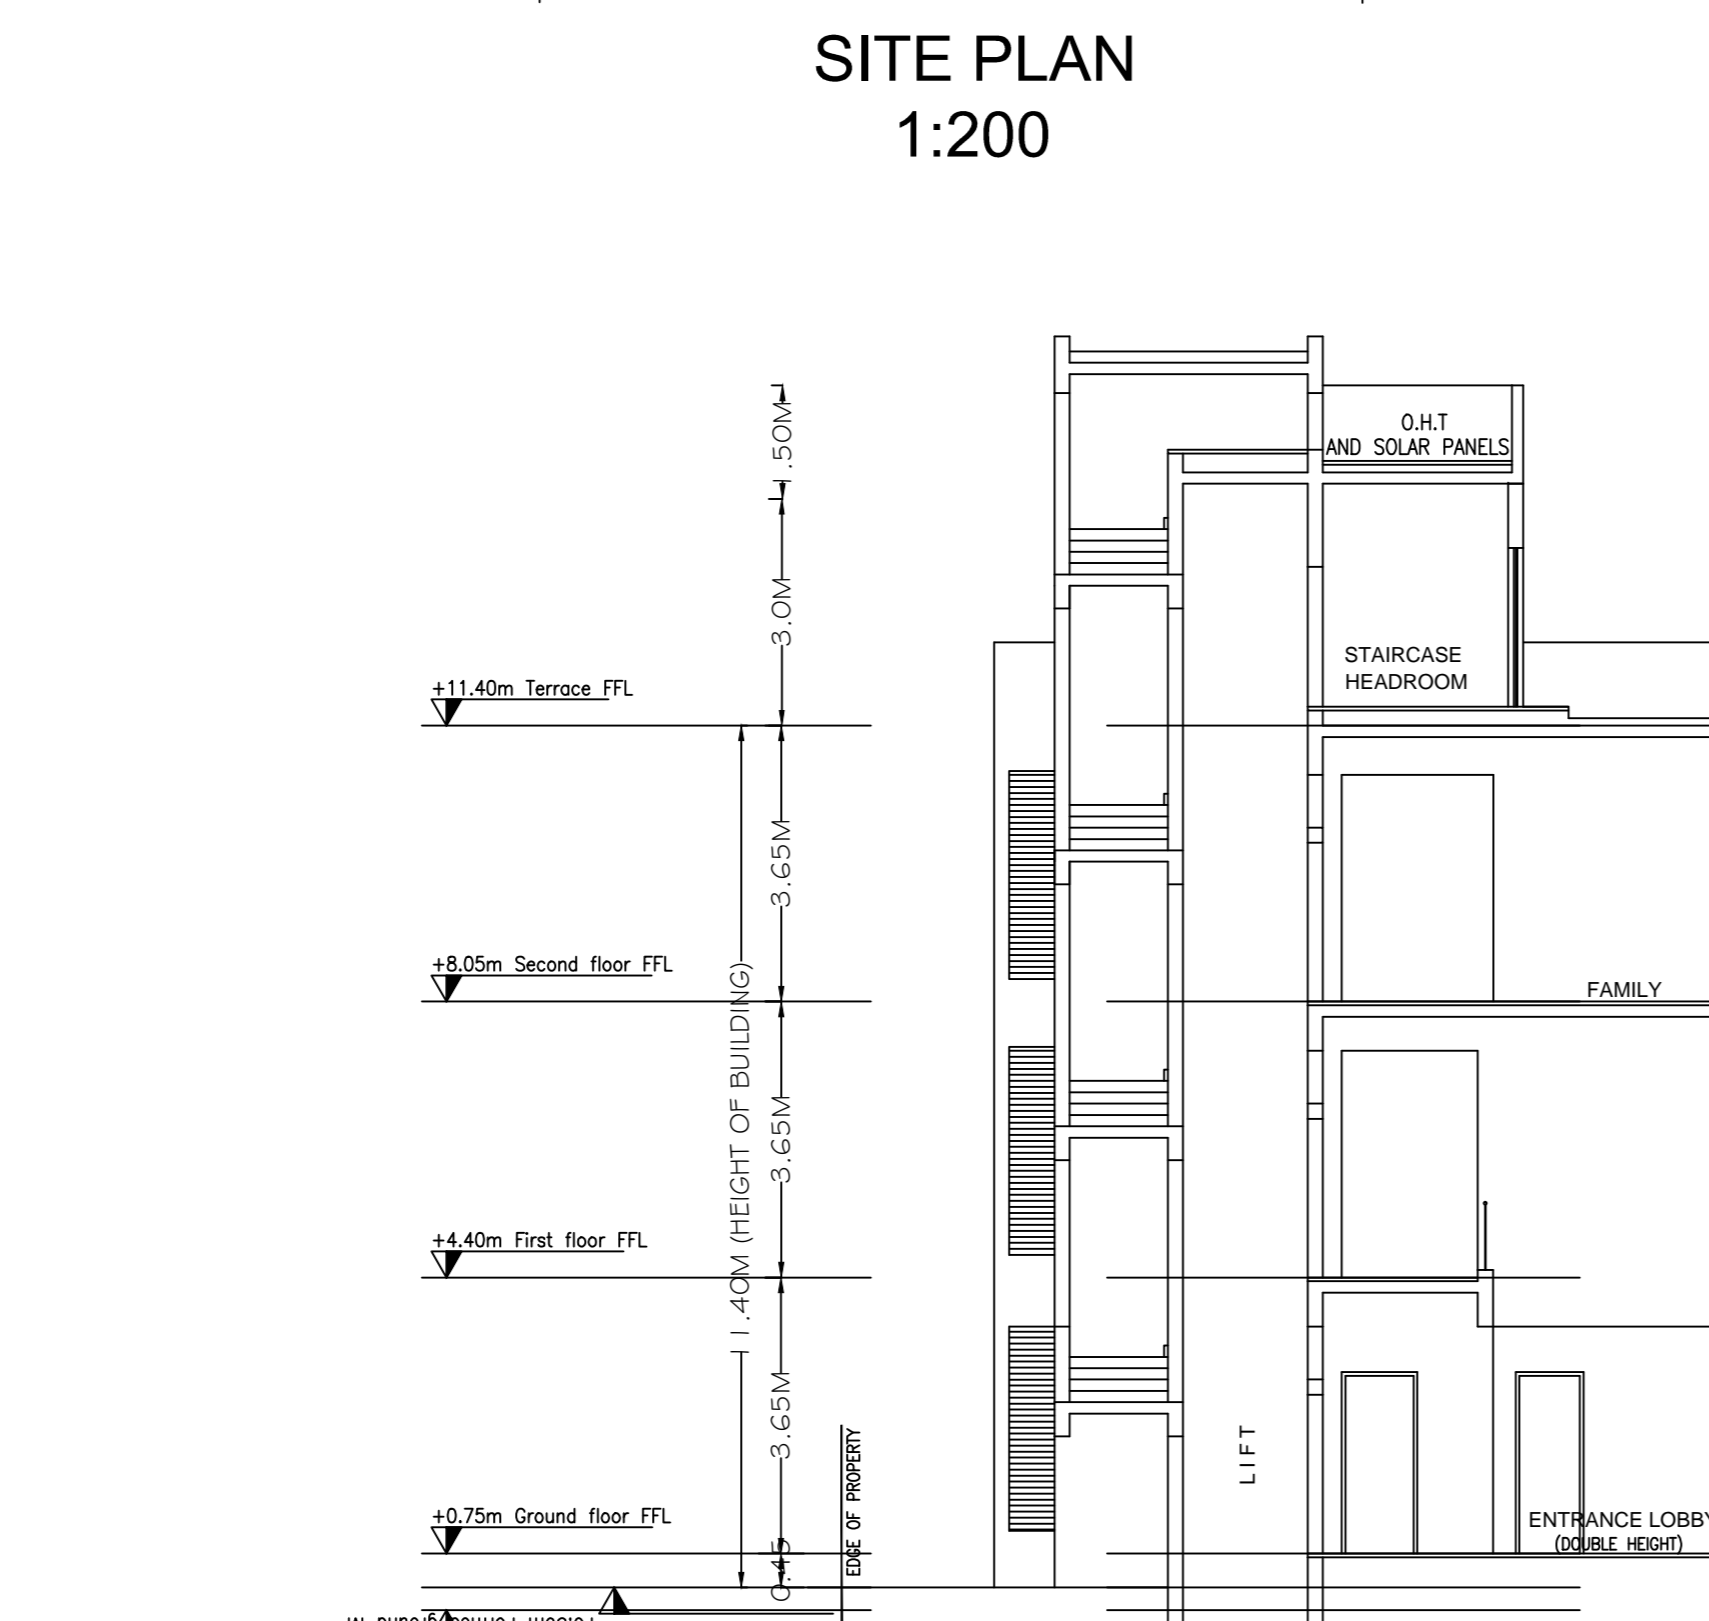 SITE PLAN
1:200
O.H.T
AND SOLAR PANELS
1.50M
3.0M
STAIRCASE
HEADROOM
+11.40m Terrace FFL
3.65M
+8.05m Second floor FFL
FAMILY
11.40M (HEIGHT OF BUILDING)
3.65M
+4.40m First floor FFL
3.65M
EDGE OF PROPERTY
LIFT
+0.75m Ground floor FFL
ENTRANCE LOBBY
(DOUBLE HEIGHT)
0.45